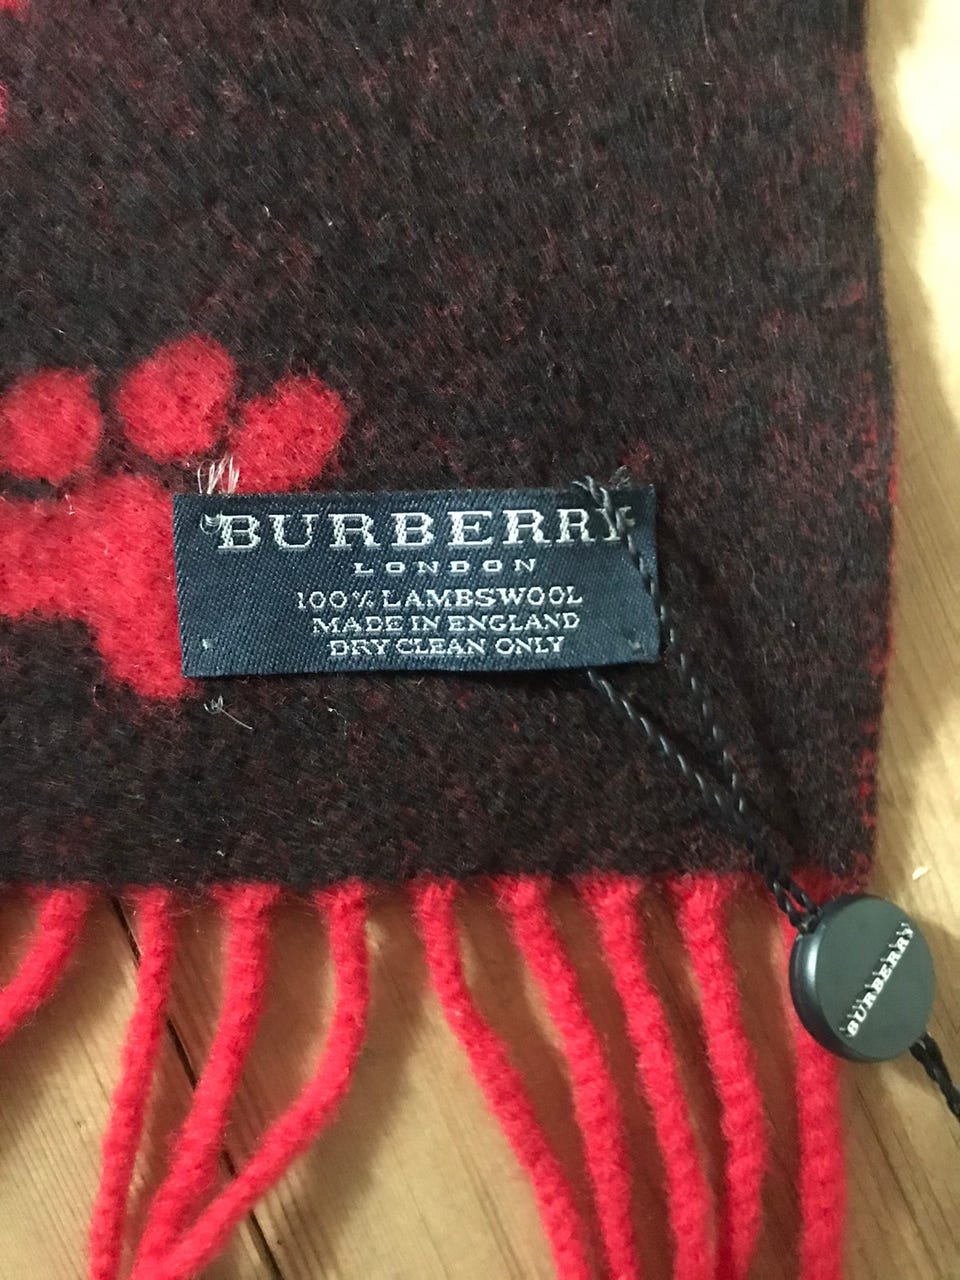 BURBERRY
LONDON
100% LAMBSWOOL
MADE IN ENGLAND
DRY CLEAN ONLY
BURBERRY